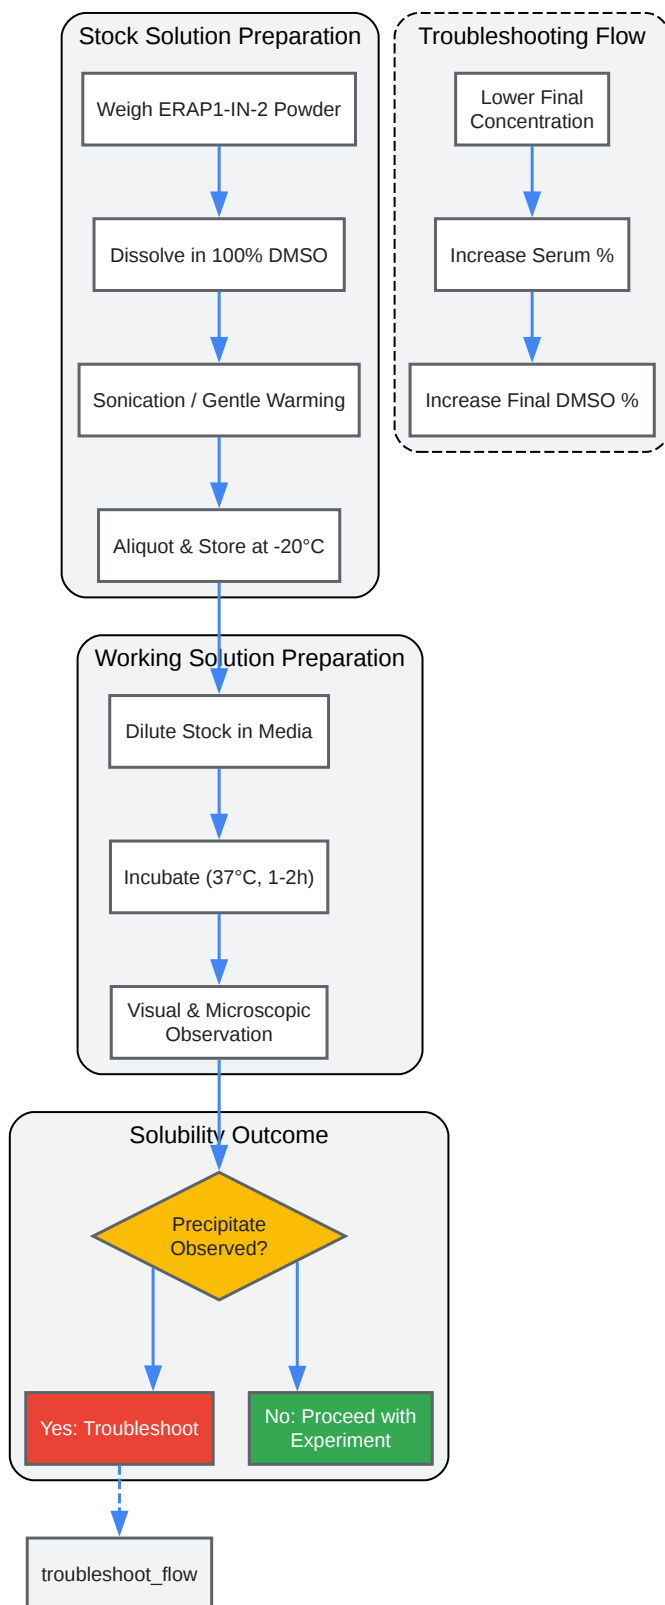 Stock Solution Preparation
Weigh ERAP1-IN-2 Powder
Dissolve in 100% DMSO
Sonication / Gentle Warming
Aliquot & Store at -20°C
Troubleshooting Flow
Lower Final
Concentration
Increase Serum %
Increase Final DMSO %
Working Solution Preparation
Dilute Stock in Media
Incubate (37°C, 1-2h)
Visual & Microscopic
Observation
Solubility Outcome
Precipitate
Observed?
Yes: Troubleshoot
No: Proceed with
Experiment
troubleshoot_flow